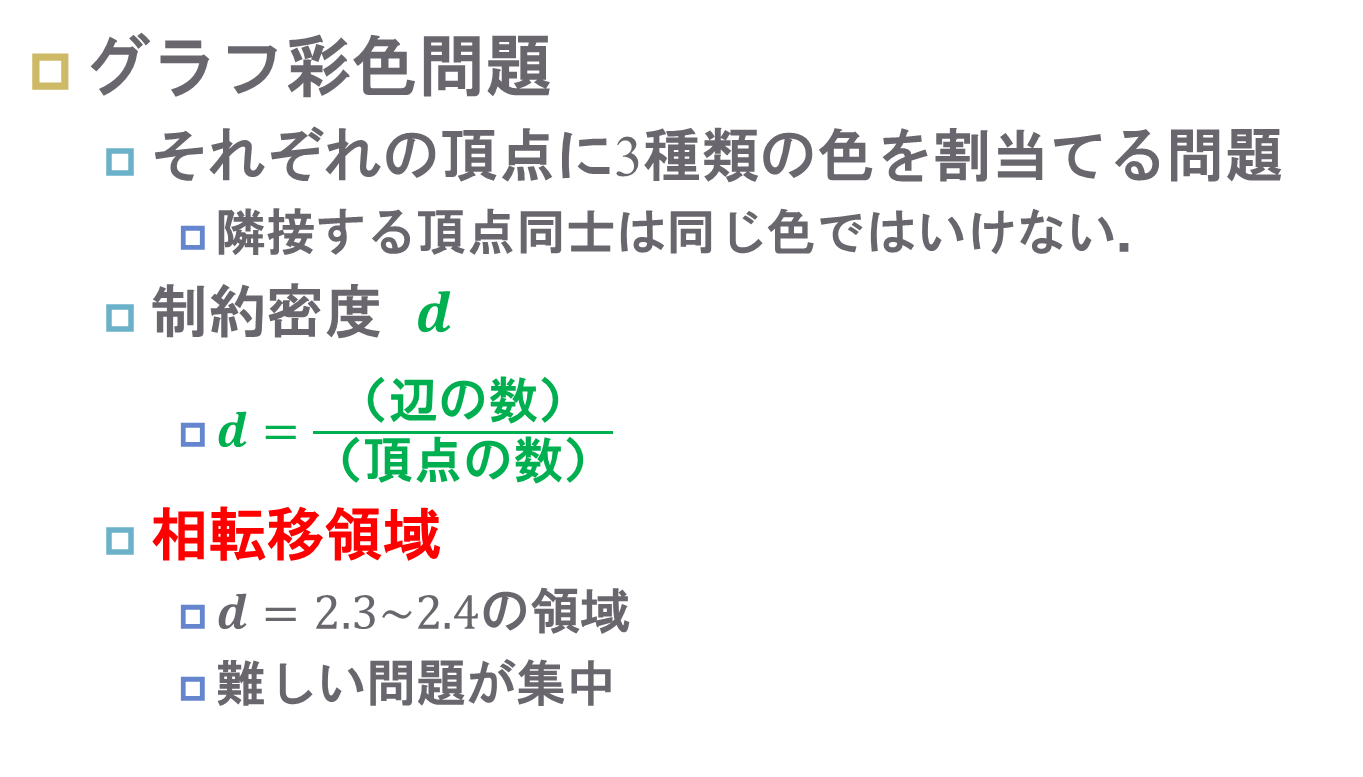 グラフ彩色問題
それぞれの頂点に3種類の色を割当てる問題
隣接する頂点同士は同じ色ではいけない．
制約密度 d
d = （辺の数）/（頂点の数）
相転移領域
d = 2.3~2.4の領域
難しい問題が集中